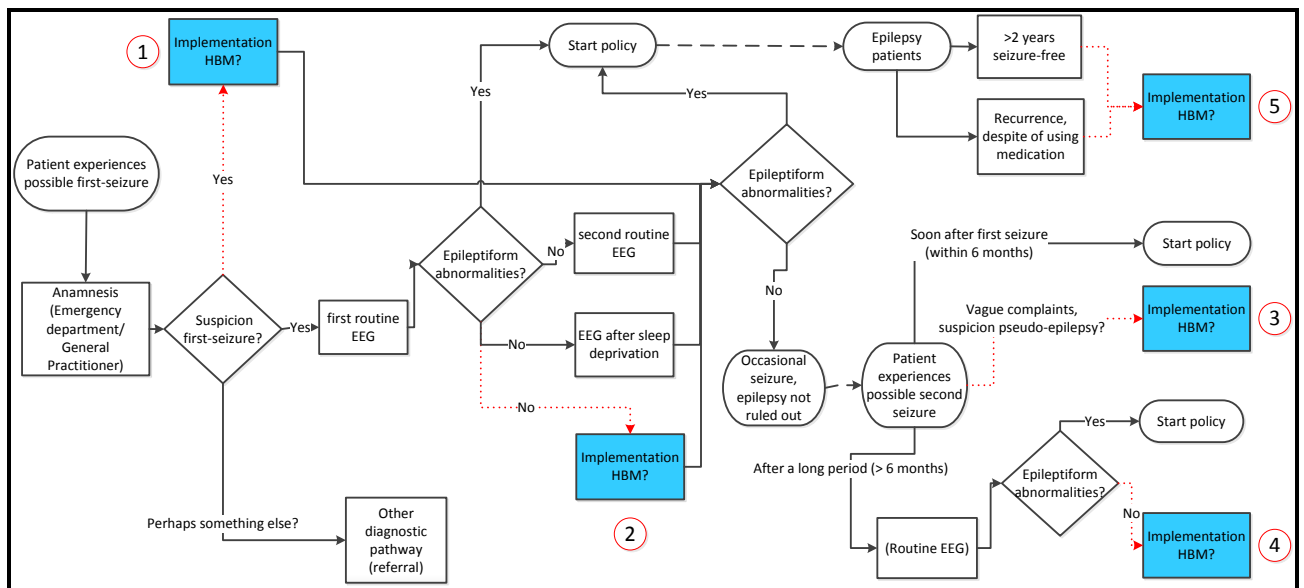 1
Implementation
HBM?
Start policy
Epilepsy
patients
>2 years
seizure-free
Implementation
HBM?
5
Yes
Yes
Recurrence,
despite of using
medication
Patient experiences
possible first-seizure
Yes
Epileptiform
abnormalities?
Soon after first seizure
(within 6 months)
Start policy
second routine
EEG
No
Epileptiform
abnormalities?
Anamnesis
(Emergency
department/
General
Practitioner)
Suspicion
first-seizure?
Yes
first routine
EEG
No
EEG after sleep
deprivation
No
Vague complaints,
suspicion pseudo-epilepsy?
Implementation
HBM?
3
Occasional
seizure,
epilepsy not
ruled out
Patient
experiences
possible second
seizure
No
Implementation
HBM?
2
Yes
Start policy
After a long period (> 6 months)
Epileptiform
abnormalities?
No
Implementation
HBM?
4
(Routine EEG)
Perhaps something else?
Other
diagnostic
pathway
(referral)